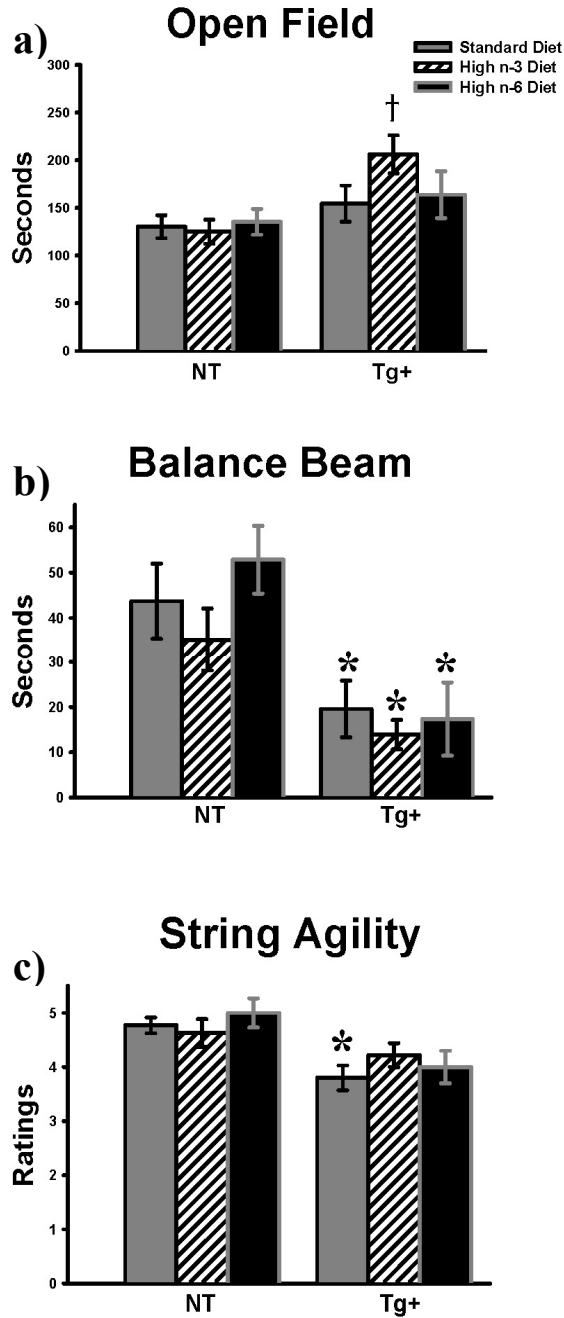 a)
Open Field
Standard Diet
High n-3 Diet
High n-6 Diet
†
300
250
200
150
100
50
0
Seconds
NT
Tg+
b)
Balance Beam
60
50
40
30
20
10
0
Seconds
*
*
*
NT
Tg+
c)
String Agility
5
4
3
2
1
0
Ratings
*
NT
Tg+